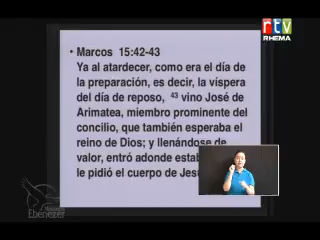 rtv
RHEMA
• Marcos 15:42-43
Ya al atardecer, como era el día de
la preparación, es decir, la víspera
del día de reposo, 43 vino José de
Arimatea, miembro prominente del
concilio, que también esperaba el
reino de Dios; y llenándose de
valor, entró adonde estab
le pidió el cuerpo de Jes
Ebenezer